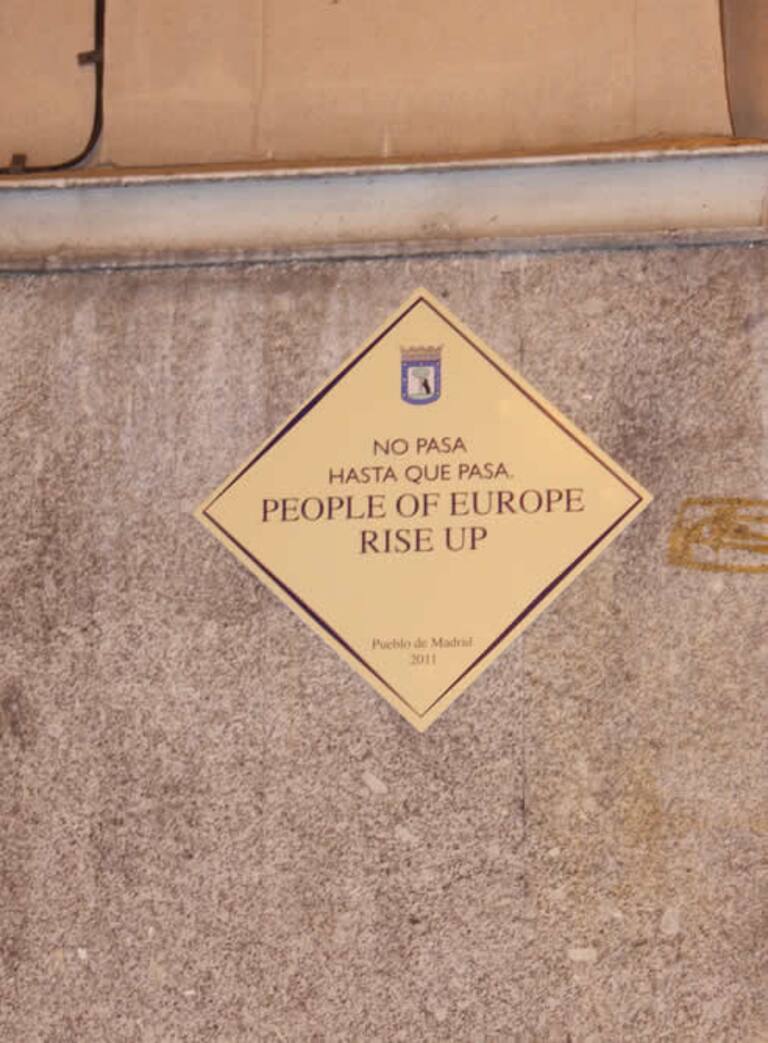 NO PASA
HASTA QUE PASA.
PEOPLE OF EUROPE
RISE UP
Pueblo de Madrid
2011